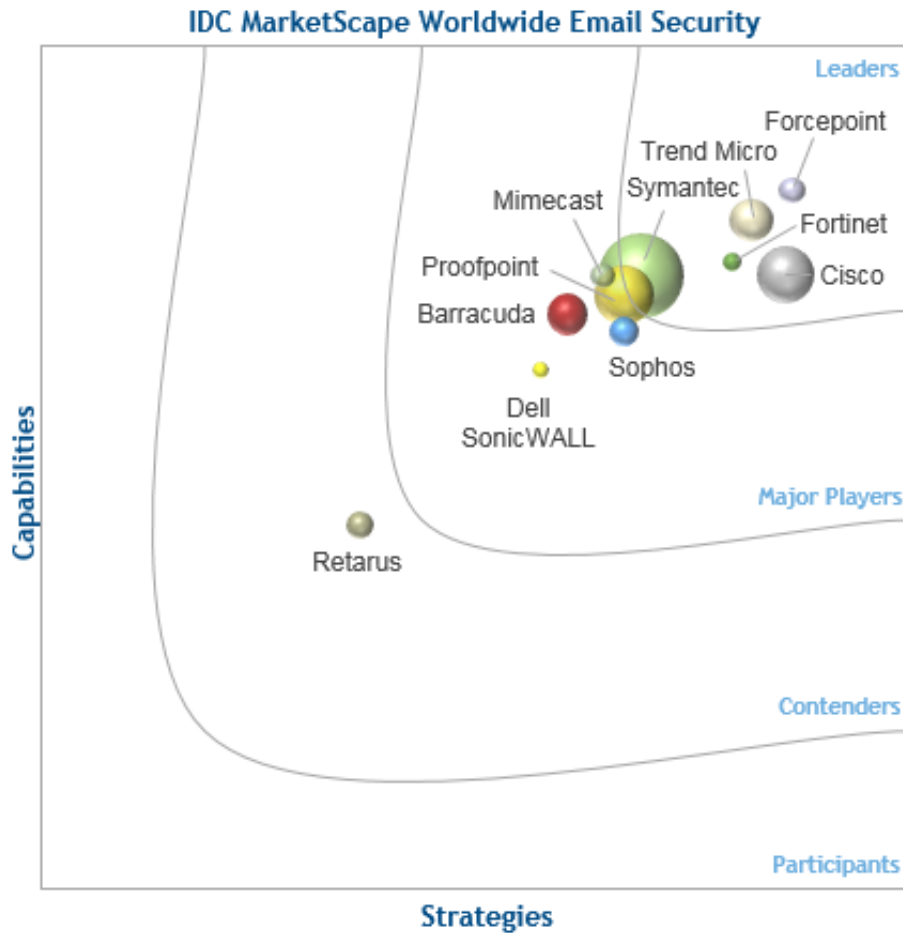 IDC MarketScape Worldwide Email Security
Leaders
Forcepoint
Trend Micro
Symantec
Mimecast
Fortinet
Proofpoint
Cisco
Barracuda
Sophos
Dell
SonicWALL
Major Players
Capabilities
Retarus
Contenders
Participants
Strategies